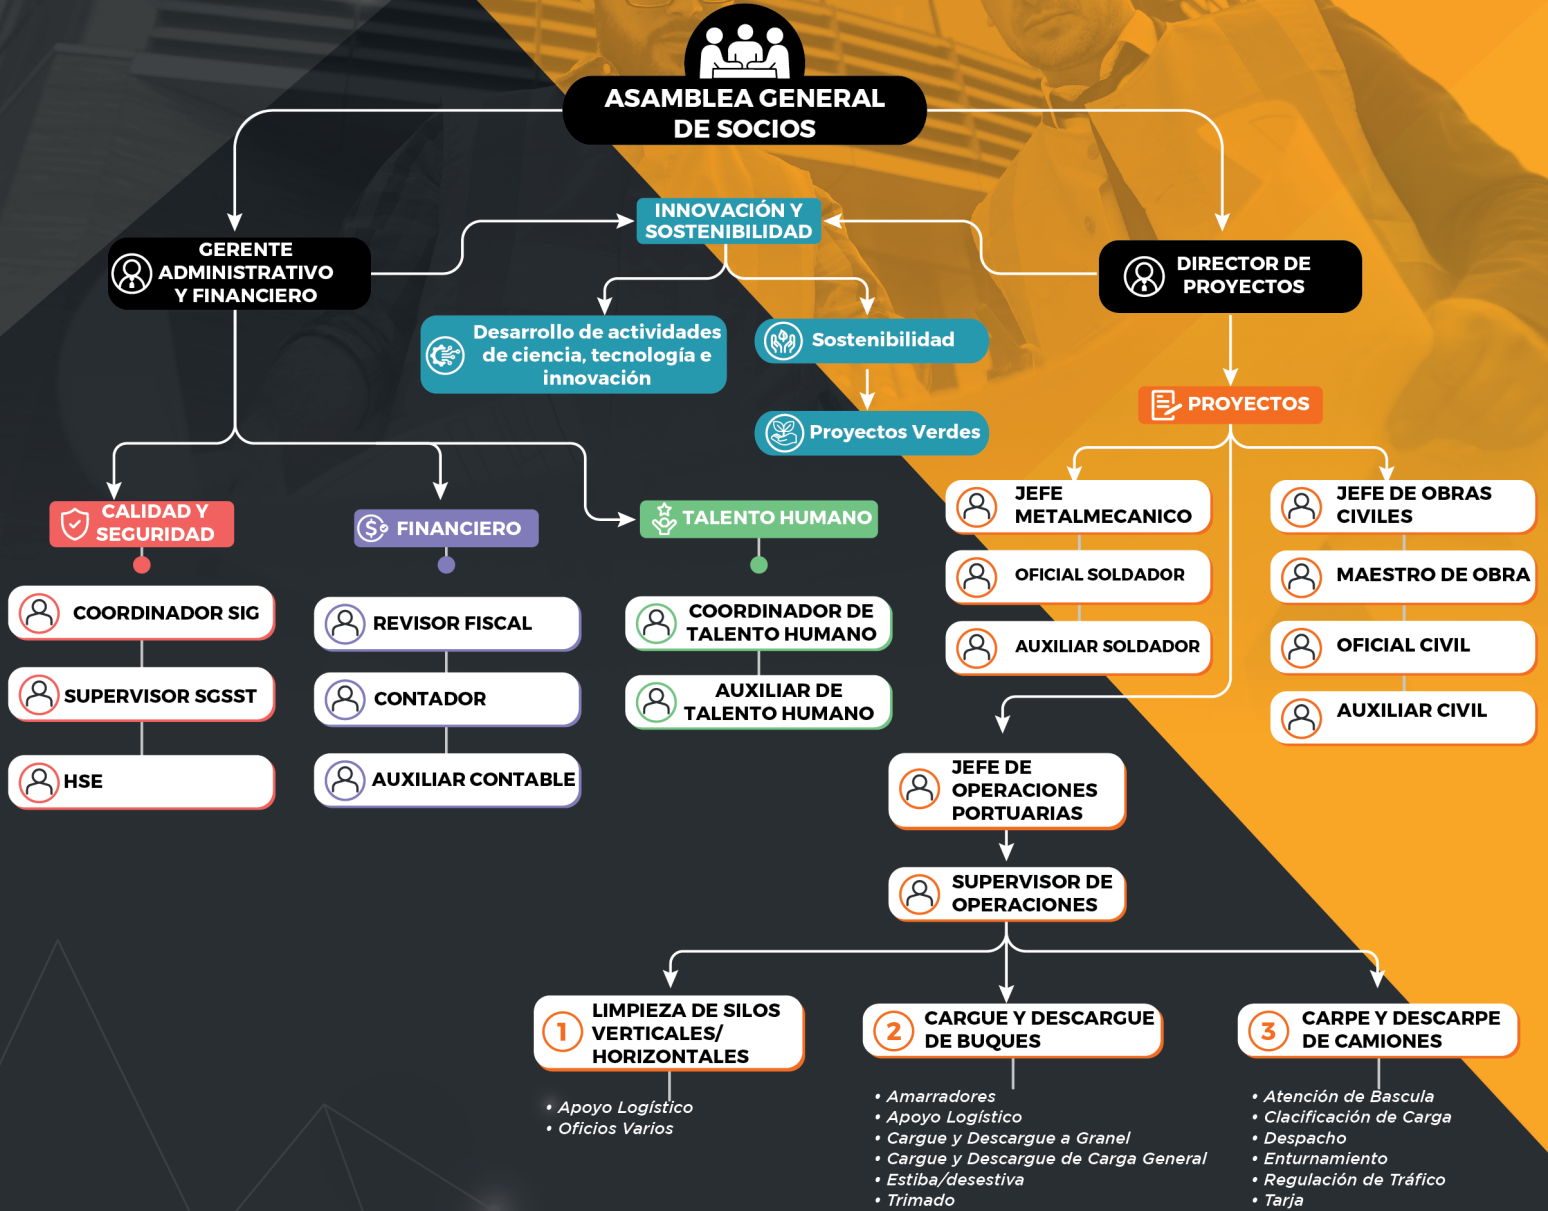 ASAMBLEA GENERAL
DE SOCIOS
INNOVACIÓN Y
SOSTENIBILIDAD
GERENTE
ADMINISTRATIVO
Y FINANCIERO
DIRECTOR DE
PROYECTOS
Desarrollo de actividades
de ciencia, tecnología e
innovación
Sostenibilidad
Proyectos Verdes
PROYECTOS
CALIDAD Y
SEGURIDAD
FINANCIERO
TALENTO HUMANO
COORDINADOR SIG
SUPERVISOR SGSST
HSE
REVISOR FISCAL
CONTADOR
AUXILIAR CONTABLE
COORDINADOR DE
TALENTO HUMANO
AUXILIAR DE
TALENTO HUMANO
JEFE
METALMECANICO
OFICIAL SOLDADOR
AUXILIAR SOLDADOR
JEFE DE OBRAS
CIVILES
MAESTRO DE OBRA
OFICIAL CIVIL
AUXILIAR CIVIL
JEFE DE
OPERACIONES
PORTUARIAS
SUPERVISOR DE
OPERACIONES
1
LIMPIEZA DE SILOS
VERTICALES/
HORIZONTALES
• Apoyo Logístico
• Oficios Varios
2
CARGUE Y DESCARGUE
DE BUQUES
• Amarradores
• Apoyo Logístico
• Cargue y Descargue a Granel
• Cargue y Descargue de Carga General
• Estiba/desestiva
• Trimado
3
CARPE Y DESCARPE
DE CAMIONES
• Atención de Bascula
• Clacificación de Carga
• Despacho
• Enturnamiento
• Regulación de Tráfico
• Tarja